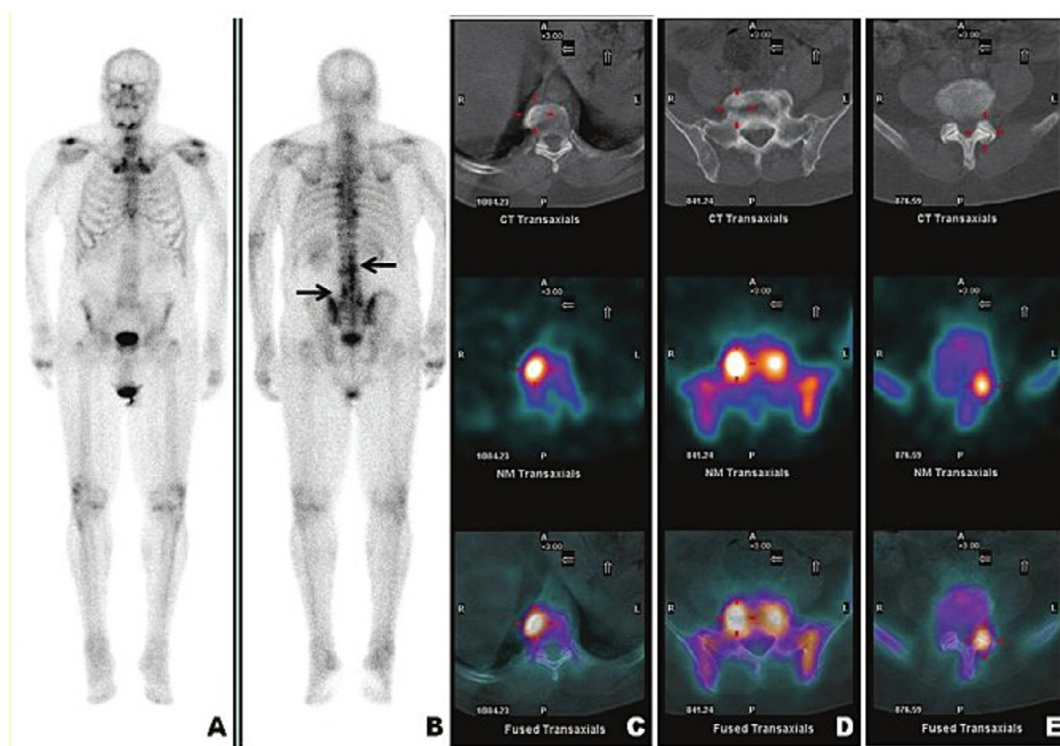 A
B
A
×3.00
R
L
1084.23
P
CT Transaxials
A
×3.00
R
L
1084.23
P
NM Transaxials
A
×3.00
R
L
1084.23
P
Fused Transaxials
C
A
×3.00
R
L
841.24
P
CT Transaxials
A
×3.00
R
L
841.24
P
NM Transaxials
A
×3.00
R
L
841.24
P
Fused Transaxials
D
A
×3.00
R
L
876.59
P
CT Transaxials
A
×3.00
R
L
876.59
P
NM Transaxials
A
×3.00
R
L
876.59
P
Fused Transaxials
E